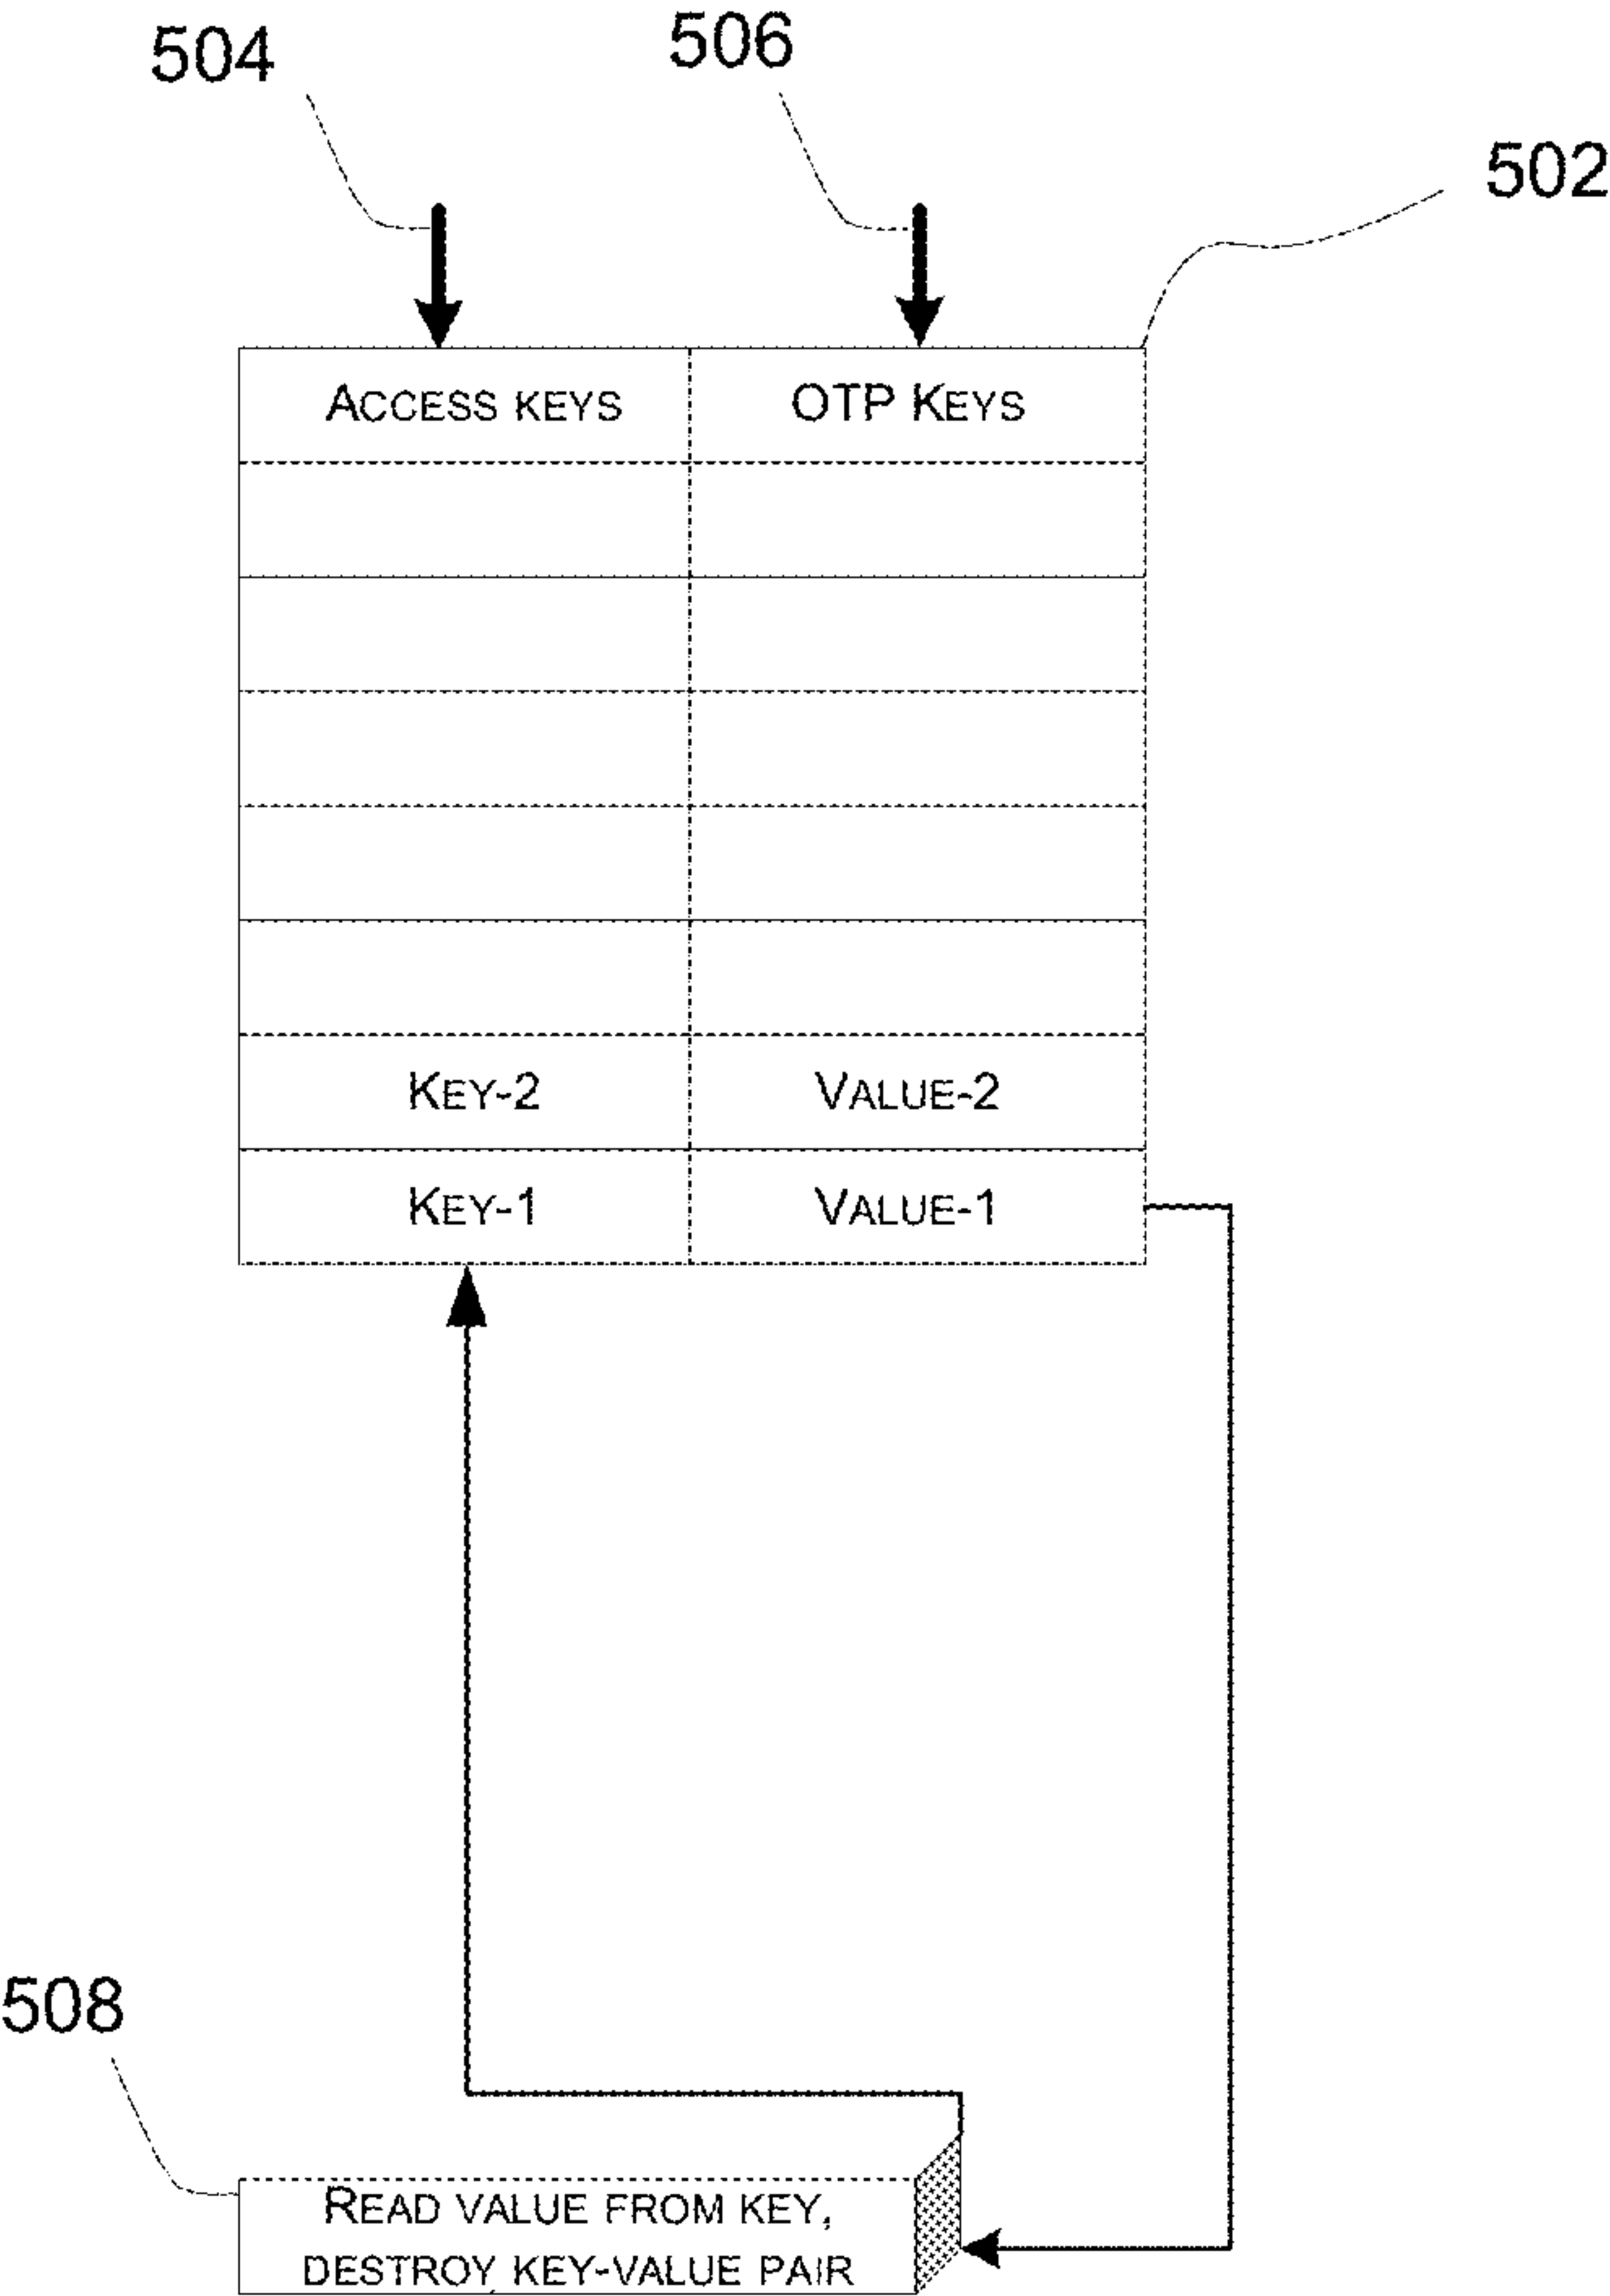 504
506
502
ACCESS KEYS
OTP KEYS
KEY-2
VALUE-2
KEY-1
VALUE-1
508
READ VALUE FROM KEY,
DESTROY KEY-VALUE PAIR